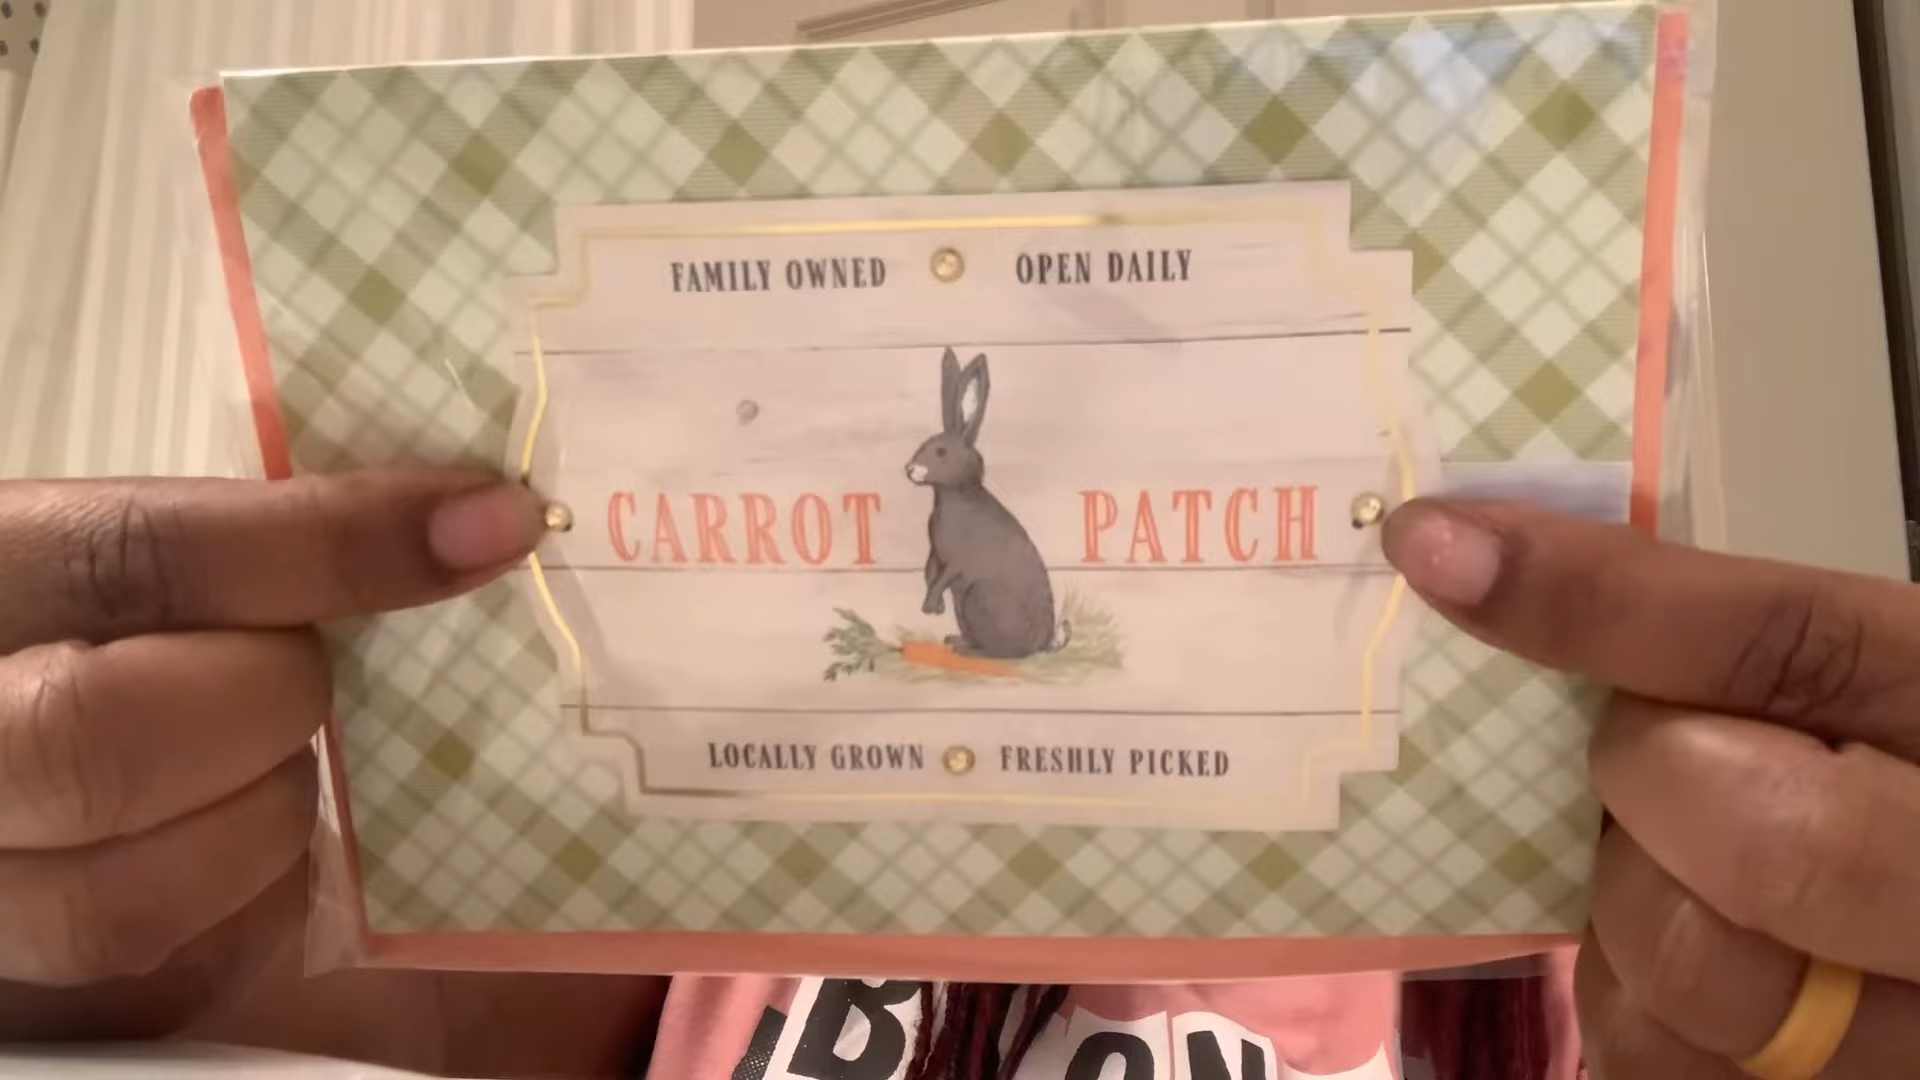 FAMILY OWNED OPEN DAILY
CARROT PATCH
LOCALLY GROWN FRESHLY PICKED